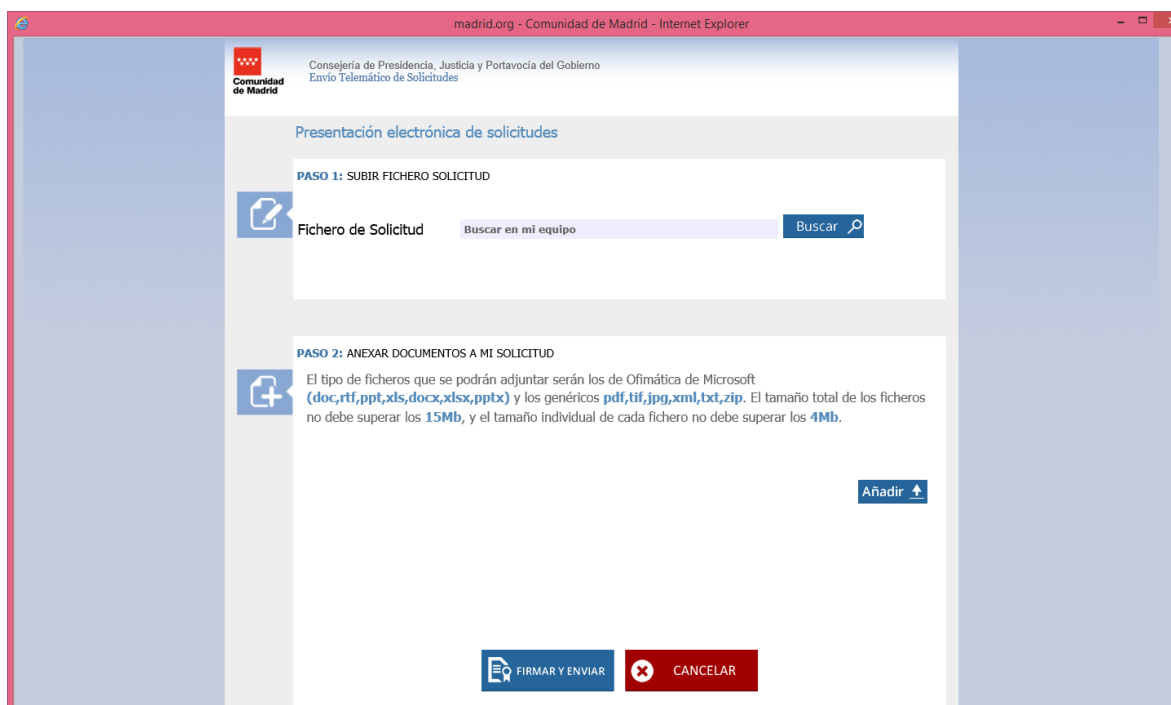 madrid.org - Comunidad de Madrid - Internet Explorer
Comunidad
de Madrid
Consejería de Presidencia, Justicia y Portavocía del Gobierno
Envío Telemático de Solicitudes
Presentación electrónica de solicitudes
PASO 1: SUBIR FICHERO SOLICITUD
Fichero de Solicitud
Buscar en mi equipo
Buscar
PASO 2: ANEXAR DOCUMENTOS A MI SOLICITUD
El tipo de ficheros que se podrán adjuntar serán los de Ofimática de Microsoft
(doc,rtf,ppt,xls,docx,xlsx,pptx) y los genéricos pdf,tif,jpg,xml,txt,zip. El tamaño total de los ficheros
no debe superar los 15Mb, y el tamaño individual de cada fichero no debe superar los 4Mb.
Añadir
FIRMAR Y ENVIAR
CANCELAR